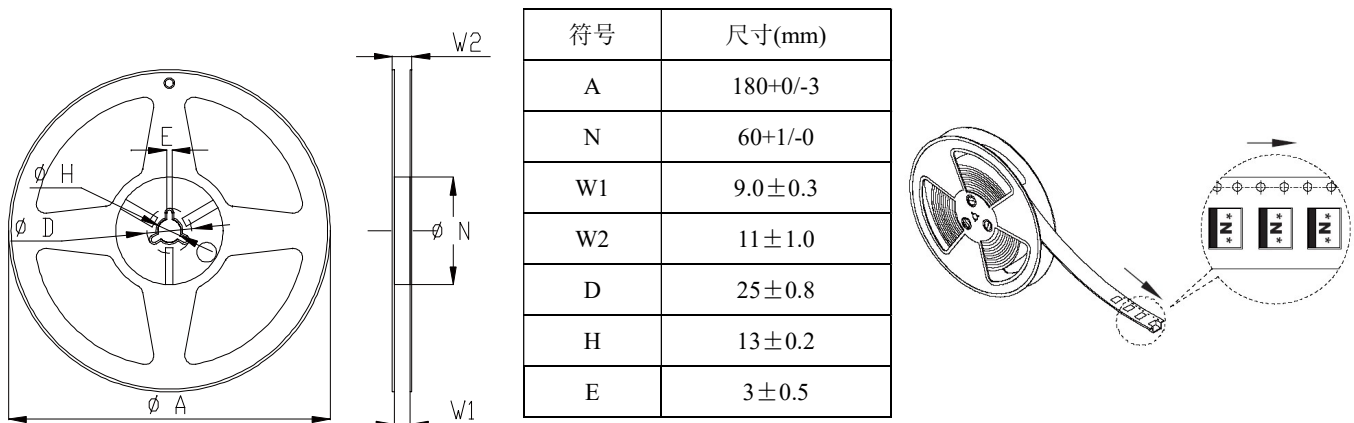 W2
E
ϕ H
ϕ D
ϕ N
ϕ A
W1
符号 尺寸(mm)
A 180+0/-3
N 60+1/-0
W1 9.0±0.3
W2 11±1.0
D 25±0.8
H 13±0.2
E 3±0.5
*N* *N* *N*